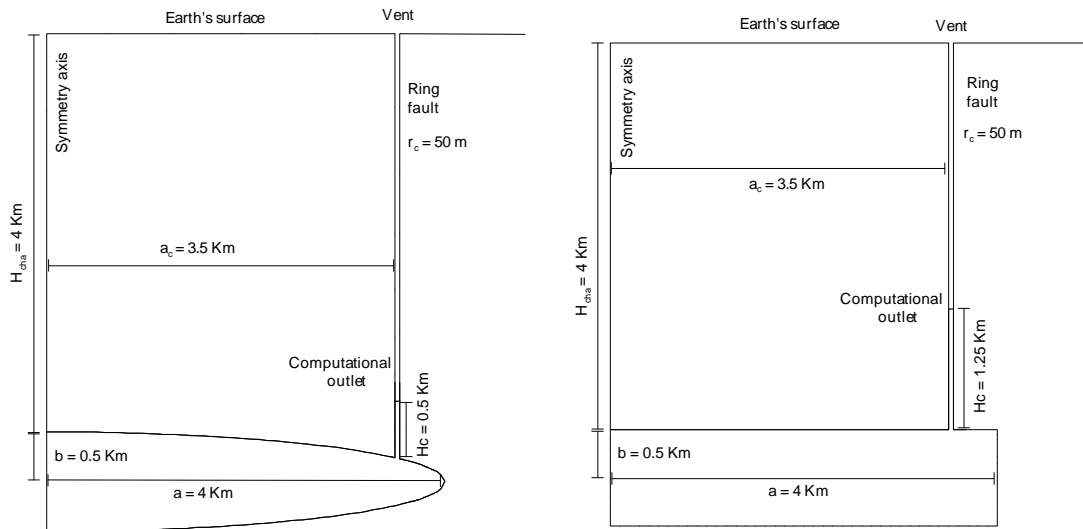 Earth's surface
Vent
Symmetry axis
Ring
fault
r_c = 50 m
H_cha = 4 Km
a_c = 3.5 Km
Computational
outlet
Hc = 0.5 Km
b = 0.5 Km
a = 4 Km
Earth's surface
Vent
Symmetry axis
Ring
fault
r_c = 50 m
a_c = 3.5 Km
H_cha = 4 Km
Computational
outlet
Hc = 1.25 Km
b = 0.5 Km
a = 4 Km